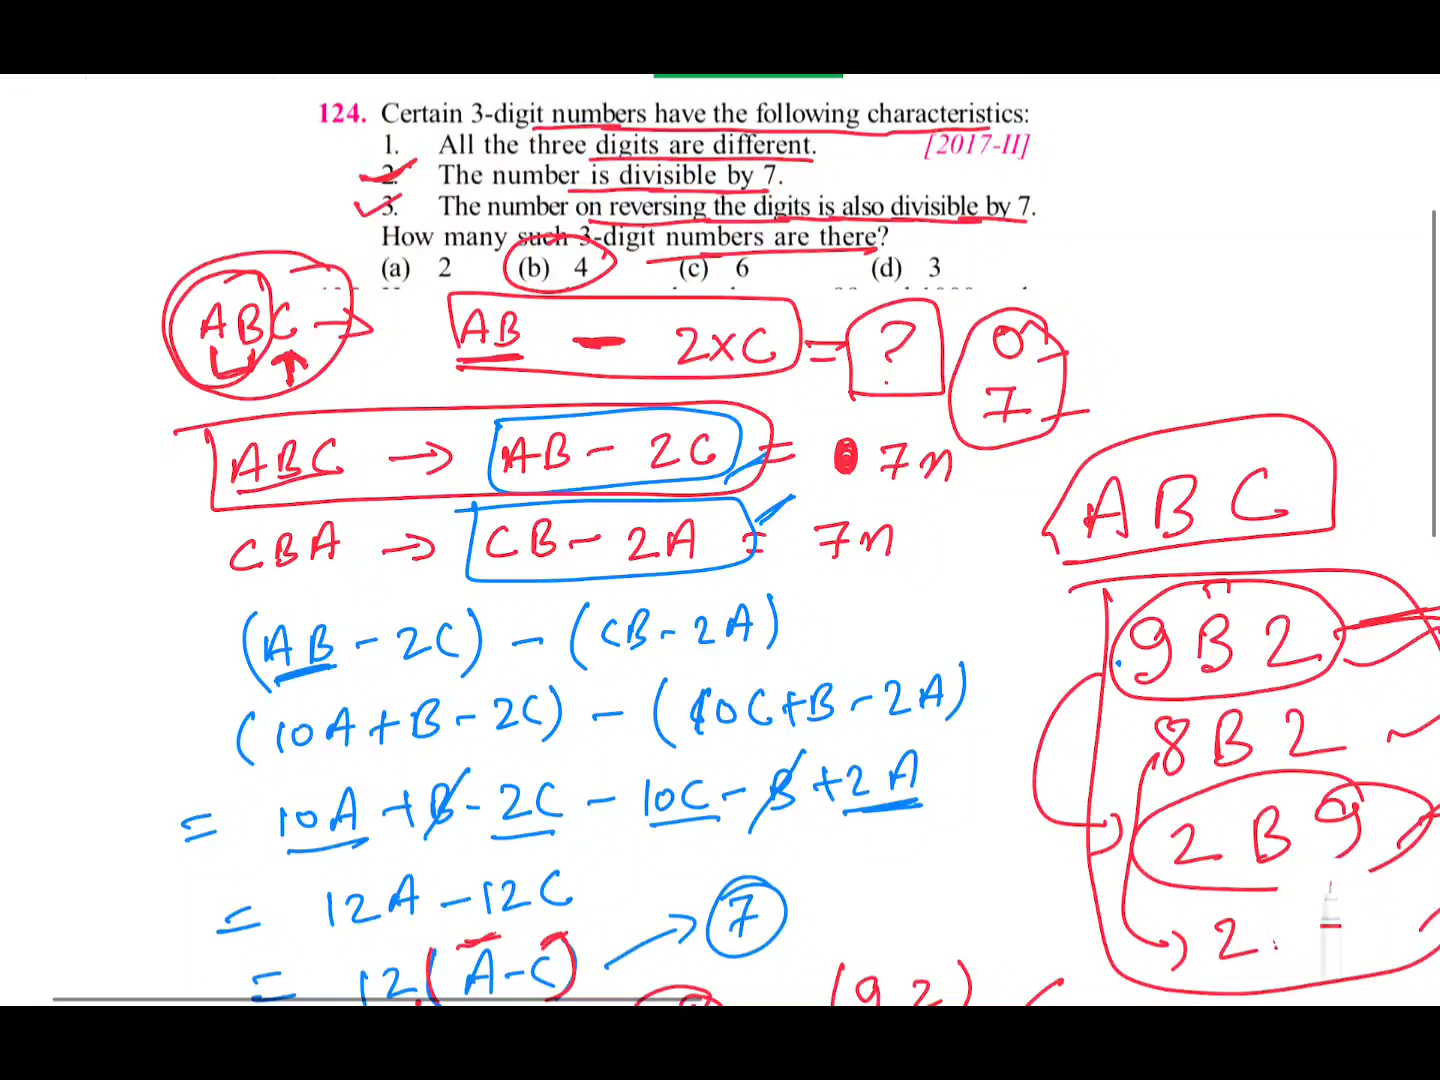 124. Certain 3-digit numbers have the following characteristics:
1. All the three digits are different. [2017-II]
2. The number is divisible by 7.
3. The number on reversing the digits is also divisible by 7.
How many such 3-digit numbers are there?
(a) 2 (b) 4 (c) 6 (d) 3
ABC → AB - 2×C = ? 0
7
ABC → AB - 2C = 7n
CBA → CB - 2A = 7n
ABC
(AB - 2C) - (CB - 2A)
9B2
(10A + B - 2C) - (10C + B - 2A)
8B2
= 10A + B - 2C - 10C - B + 2A
2B9
= 12A - 12C
7
2
= 12(A-C)
(9 2)